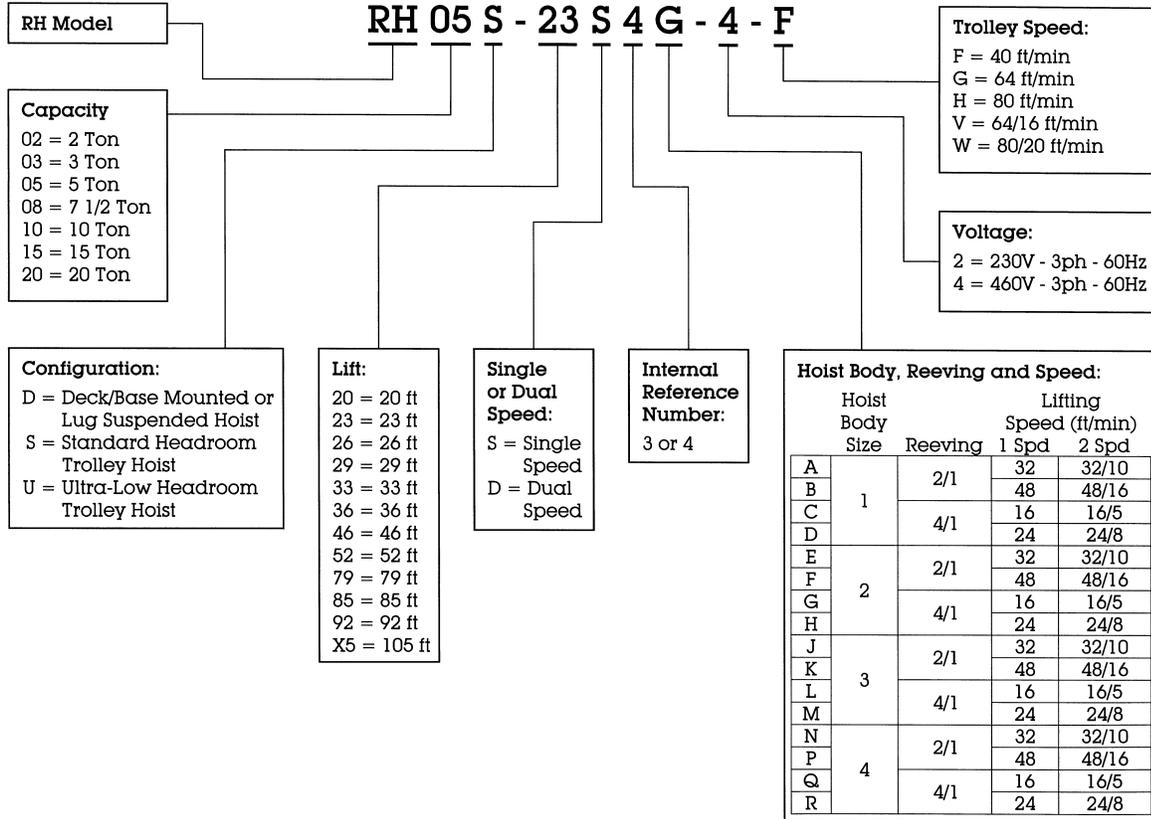 RH Model
RH 05 S - 23 S 4 G - 4 - F
Trolley Speed:
F = 40 ft/min
G = 64 ft/min
H = 80 ft/min
V = 64/16 ft/min
W = 80/20 ft/min
Capacity
02 = 2 Ton
03 = 3 Ton
05 = 5 Ton
08 = 7 1/2 Ton
10 = 10 Ton
15 = 15 Ton
20 = 20 Ton
Voltage:
2 = 230V - 3ph - 60Hz
4 = 460V - 3ph - 60Hz
Configuration:
D = Deck/Base Mounted or
Lug Suspended Hoist
S = Standard Headroom
Trolley Hoist
U = Ultra-Low Headroom
Trolley Hoist
Lift:
20 = 20 ft
23 = 23 ft
26 = 26 ft
29 = 29 ft
33 = 33 ft
36 = 36 ft
46 = 46 ft
52 = 52 ft
79 = 79 ft
85 = 85 ft
92 = 92 ft
X5 = 105 ft
Single
or Dual
Speed:
S = Single
Speed
D = Dual
Speed
Internal
Reference
Number:
3 or 4
Hoist Body, Reeving and Speed:
Hoist Lifting
Body Speed (ft/min)
Size Reeving 1 Spd 2 Spd
A 1 2/1 32 32/10
B 48 48/16
C 4/1 16 16/5
D 24 24/8
E 2 2/1 32 32/10
F 48 48/16
G 4/1 16 16/5
H 24 24/8
J 3 2/1 32 32/10
K 48 48/16
L 4/1 16 16/5
M 24 24/8
N 4 2/1 32 32/10
P 48 48/16
Q 4/1 16 16/5
R 24 24/8